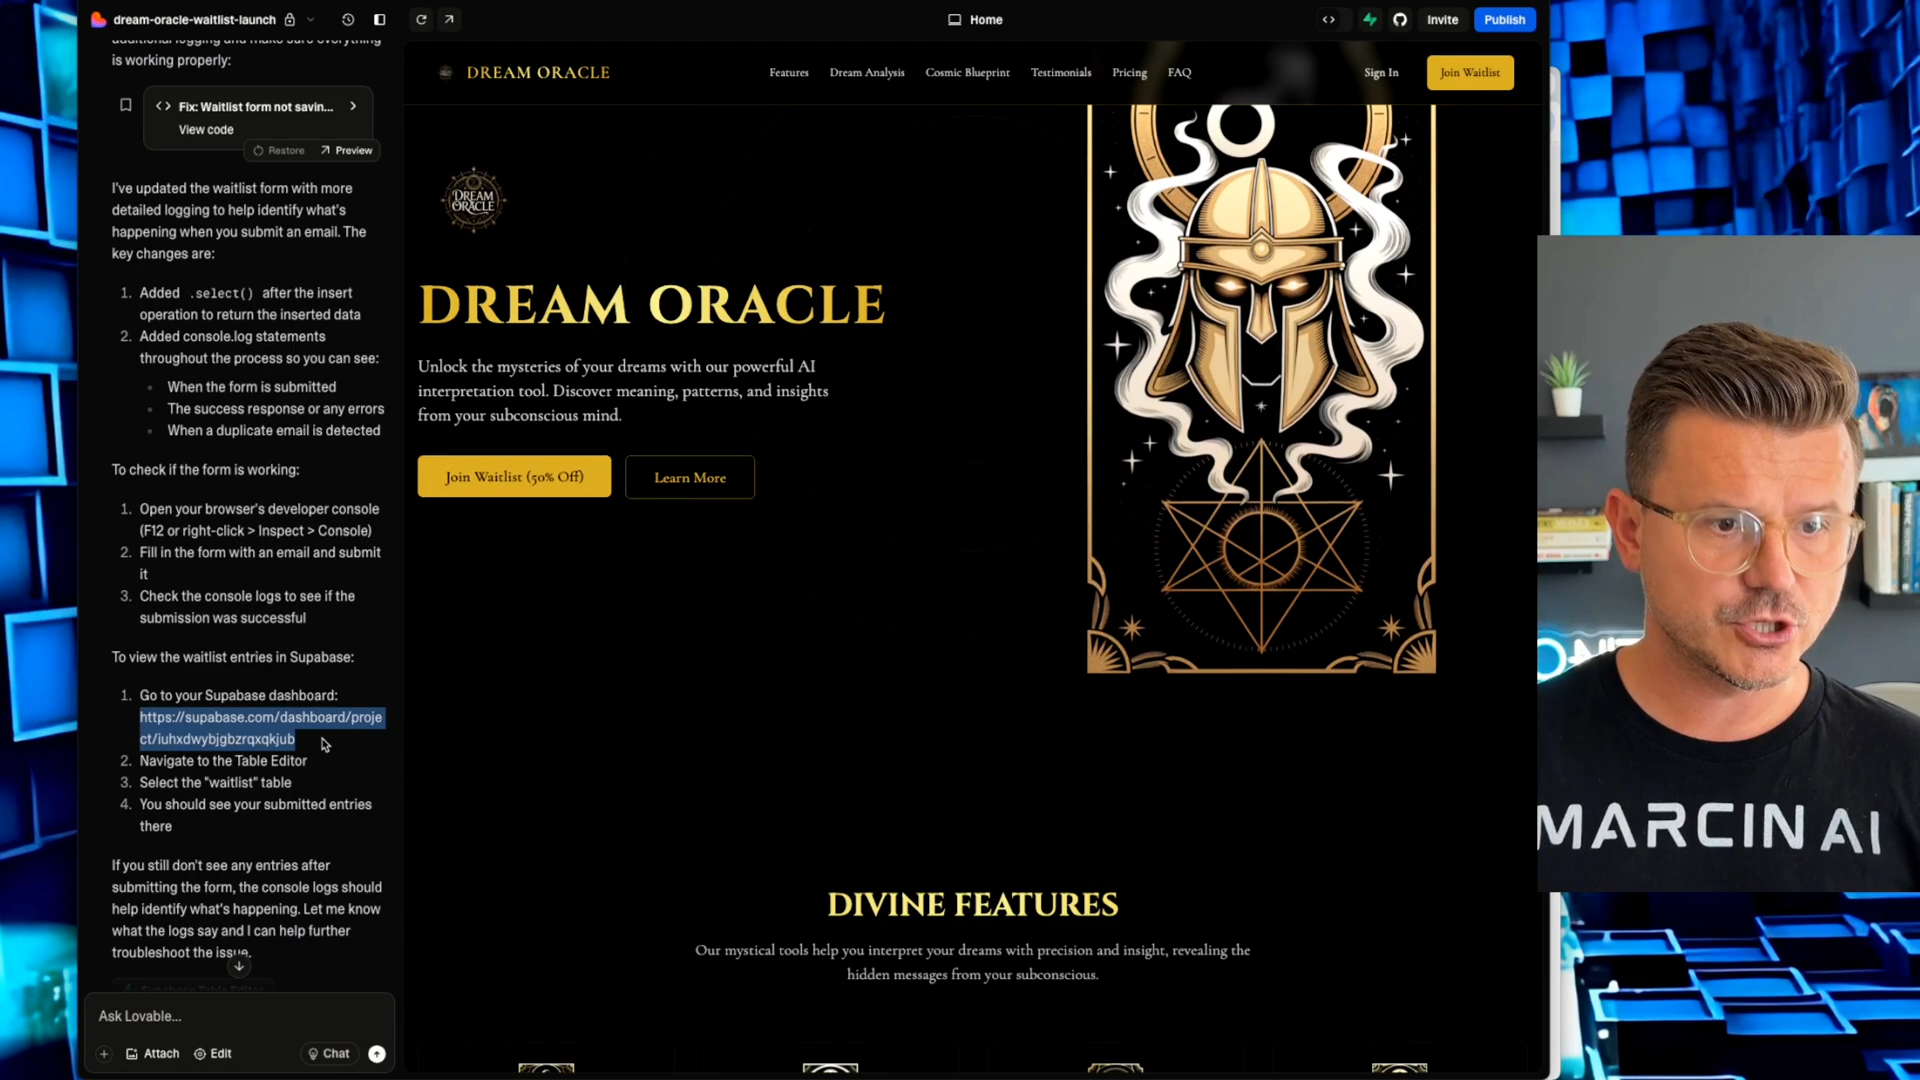 dream-oracle-waitlist-launch
Home
Invite
Publish
additional logging and make sure everything
is working properly:
Fix: Waitlist form not savin...
View code
Restore
Preview
I've updated the waitlist form with more
detailed logging to help identify what's
happening when you submit an email. The
key changes are:
1. Added .select() after the insert
operation to return the inserted data
2. Added console.log statements
throughout the process so you can see:
• When the form is submitted
• The success response or any errors
• When a duplicate email is detected
To check if the form is working:
1. Open your browser's developer console
(F12 or right-click > Inspect > Console)
2. Fill in the form with an email and submit
it
3. Check the console logs to see if the
submission was successful
To view the waitlist entries in Supabase:
1. Go to your Supabase dashboard:
https://supabase.com/dashboard/proje
ct/iuhxdwybjgbzrqxqkjub
2. Navigate to the Table Editor
3. Select the "waitlist" table
4. You should see your submitted entries
there
If you still don't see any entries after
submitting the form, the console logs should
help identify what's happening. Let me know
what the logs say and I can help further
troubleshoot the issue.
Supabase Table Editor
Ask Lovable...
Attach
Edit
Chat
DREAM ORACLE
Features
Dream Analysis
Cosmic Blueprint
Testimonials
Pricing
FAQ
Sign In
Join Waitlist
DREAM
ORACLE
DREAM ORACLE
Unlock the mysteries of your dreams with our powerful AI
interpretation tool. Discover meaning, patterns, and insights
from your subconscious mind.
Join Waitlist (50% Off)
Learn More
DIVINE FEATURES
Our mystical tools help you interpret your dreams with precision and insight, revealing the
hidden messages from your subconscious.
MARCIN AI